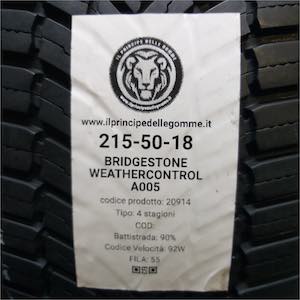 IL PRINCIPE DELLE GOMME
www.ilprincipedellegomme.it
215-50-18
BRIDGESTONE
WEATHERCONTROL
A005
codice prodotto: 20914
Tipo: 4 stagioni
COD:
Battistrada: 90%
Codice Velocità: 92W
FILA: 55